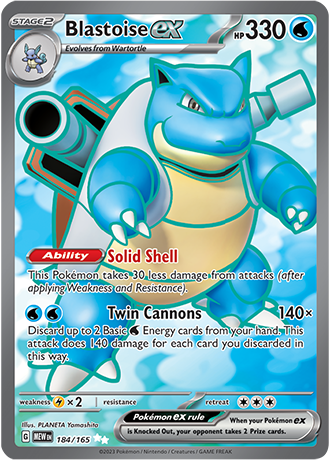 STAGE2 Blastoise ex HP 330
Evolves from Wartortle
Ability Solid Shell
This Pokémon takes 30 less damage from attacks (after
applying Weakness and Resistance).
Twin Cannons 140×
Discard up to 2 Basic Energy cards from your hand. This
attack does 140 damage for each card you discarded
in this way.
weakness ×2 resistance retreat
Pokémon ex rule When your Pokémon ex
is Knocked Out, your opponent takes 2 Prize cards.
Illus. PLANETA Yamashita
G MEW EN 184/165
©2023 Pokémon / Nintendo / Creatures / GAME FREAK